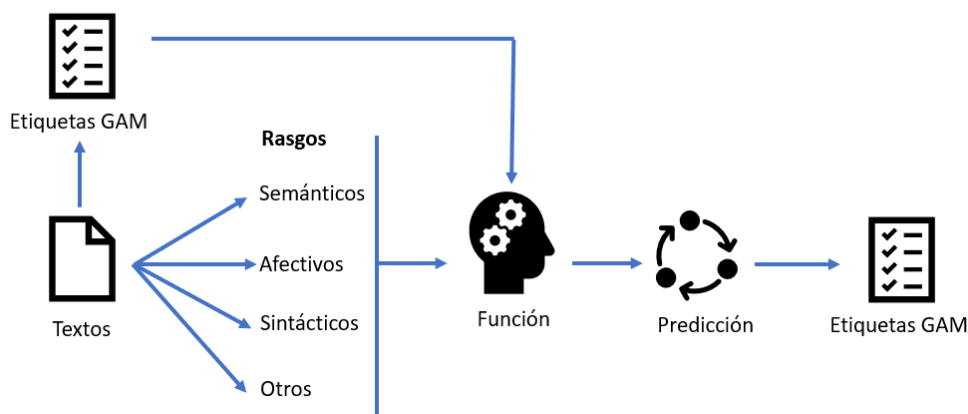 Etiquetas GAM
Rasgos
Semánticos
Afectivos
Sintácticos
Otros
Textos
Función
Predicción
Etiquetas GAM